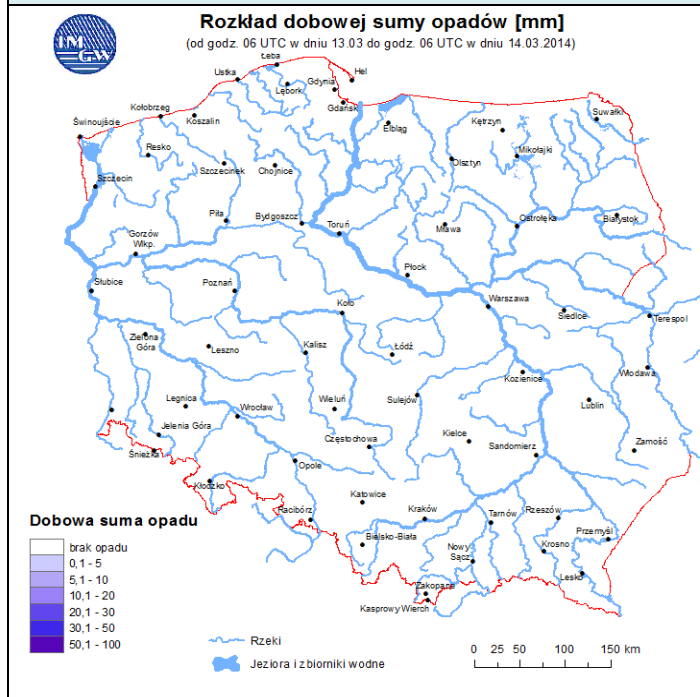 Rozkład dobowej sumy opadów [mm]
(od godz. 06 UTC w dniu 13.03 do godz. 06 UTC w dniu 14.03.2014)
IM
GW
Łeba
Ustka
Hel
Gdynia
Lębork
Gdańsk
Kołobrzeg
Koszalin
Suwałki
Świnoujście
Elbląg
Kętrzyn
Resko
Szczecinek
Chojnice
Olsztyn
Mikołajki
Szczecin
Piła
Bydgoszcz
Toruń
Mława
Ostrołęka
Białystok
Gorzów
Wlkp.
Płock
Słubice
Poznań
Koło
Warszawa
Siedlce
Terespol
Zielona
Góra
Leszno
Kalisz
Łódź
Kozienice
Włodawa
Legnica
Wrocław
Wieluń
Sulejów
Lublin
Jelenia Góra
Częstochowa
Kielce
Sandomierz
Zamość
Śnieżka
Opole
Kłodzko
Katowice
Racibórz
Kraków
Tarnów
Rzeszów
Przemyśl
Bielsko-Biała
Nowy
Sącz
Krosno
Lesko
Zakopane
Kasprowy Wierch
Dobowa suma opadu
brak opadu
0,1 - 5
5,1 - 10
10,1 - 20
20,1 - 30
30,1 - 50
50,1 - 100
Rzeki
Jeziora i zbiorniki wodne
0 25 50 100 150 km